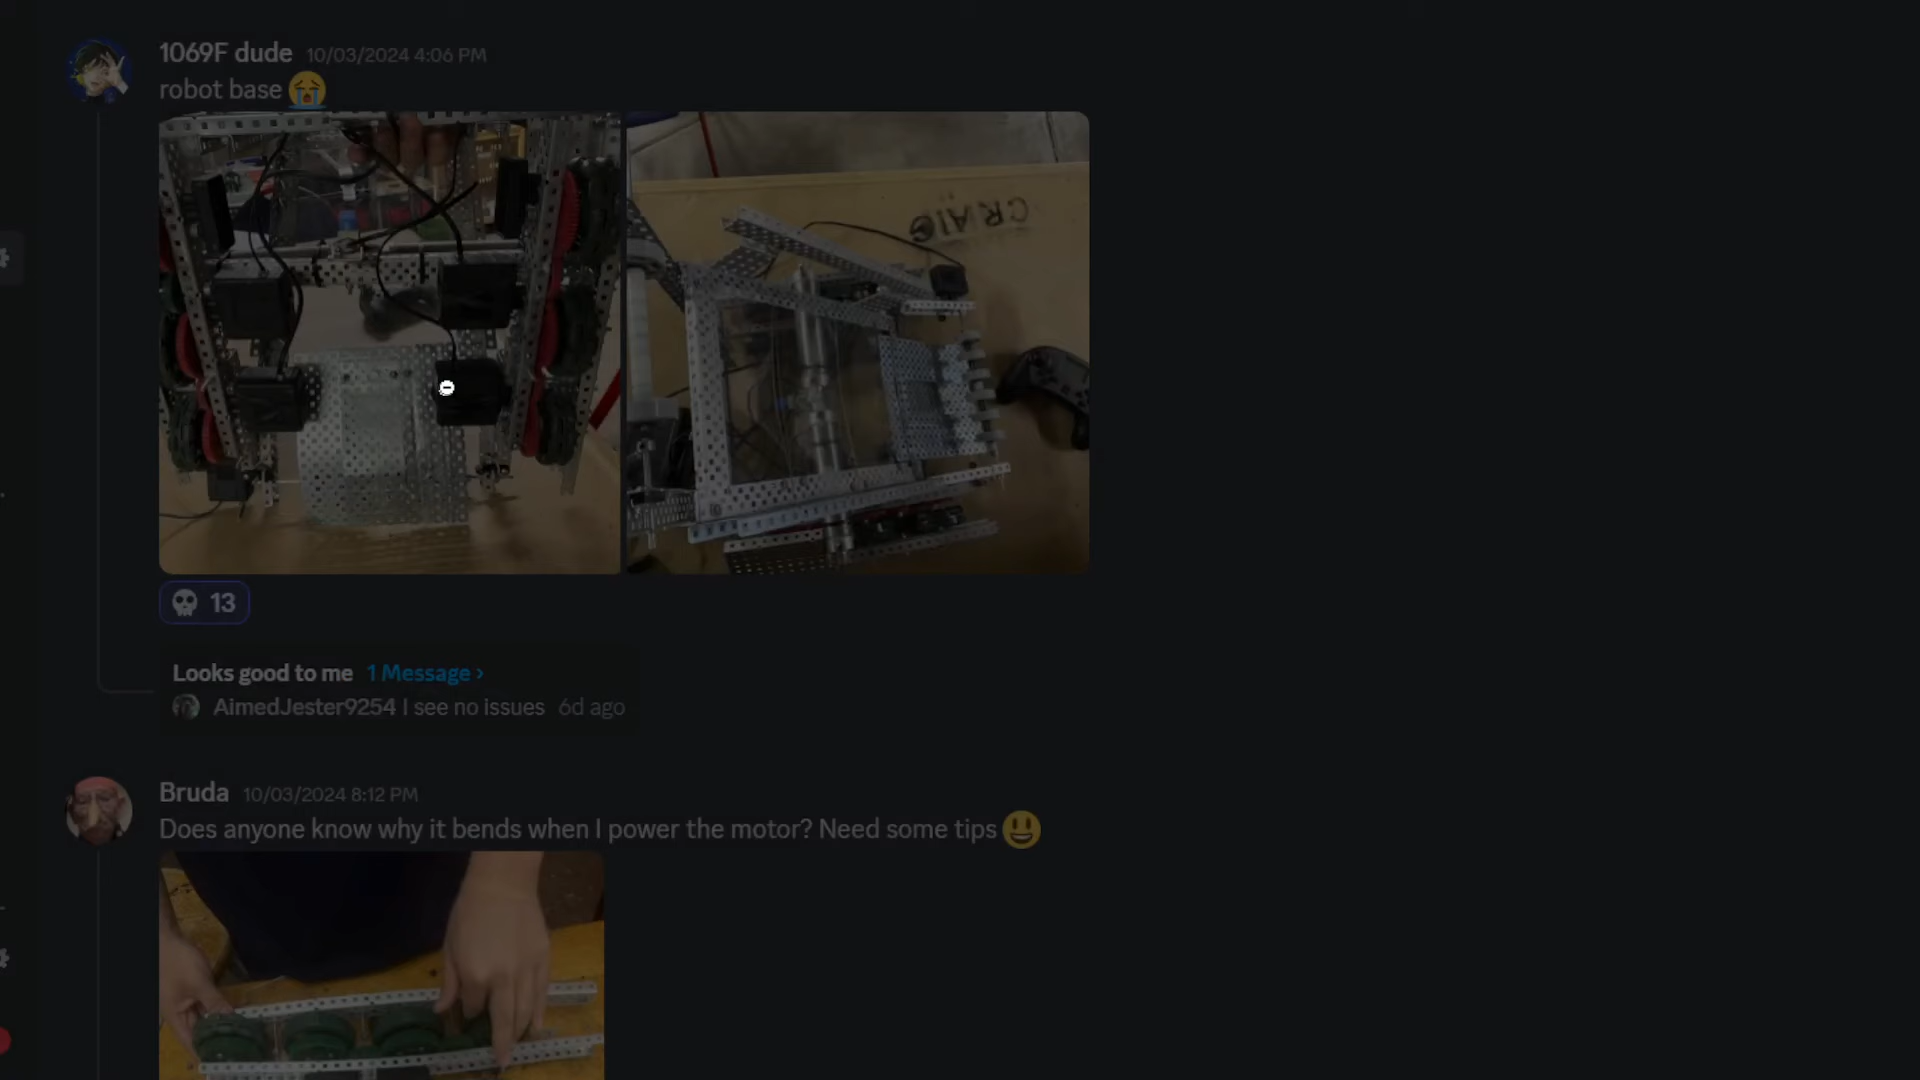 1069F dude 10/03/2024 4:06 PM
robot base 😭
CRAIG
💀 13
Looks good to me 1 Message ›
AimedJester9254 I see no issues 6d ago
Bruda 10/03/2024 8:12 PM
Does anyone know why it bends when I power the motor? Need some tips 😃